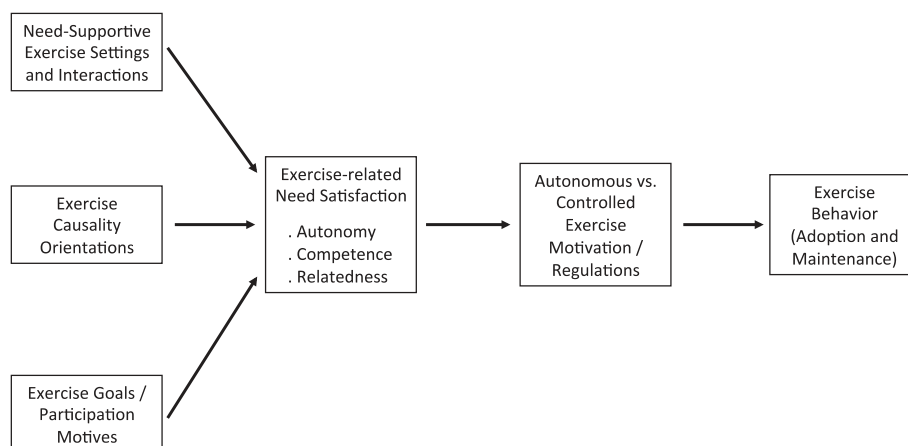 Need-Supportive
Exercise Settings
and Interactions
Exercise
Causality
Orientations
Exercise Goals /
Participation
Motives
Exercise-related
Need Satisfaction
. Autonomy
. Competence
. Relatedness
Autonomous vs.
Controlled
Exercise
Motivation /
Regulations
Exercise
Behavior
(Adoption and
Maintenance)